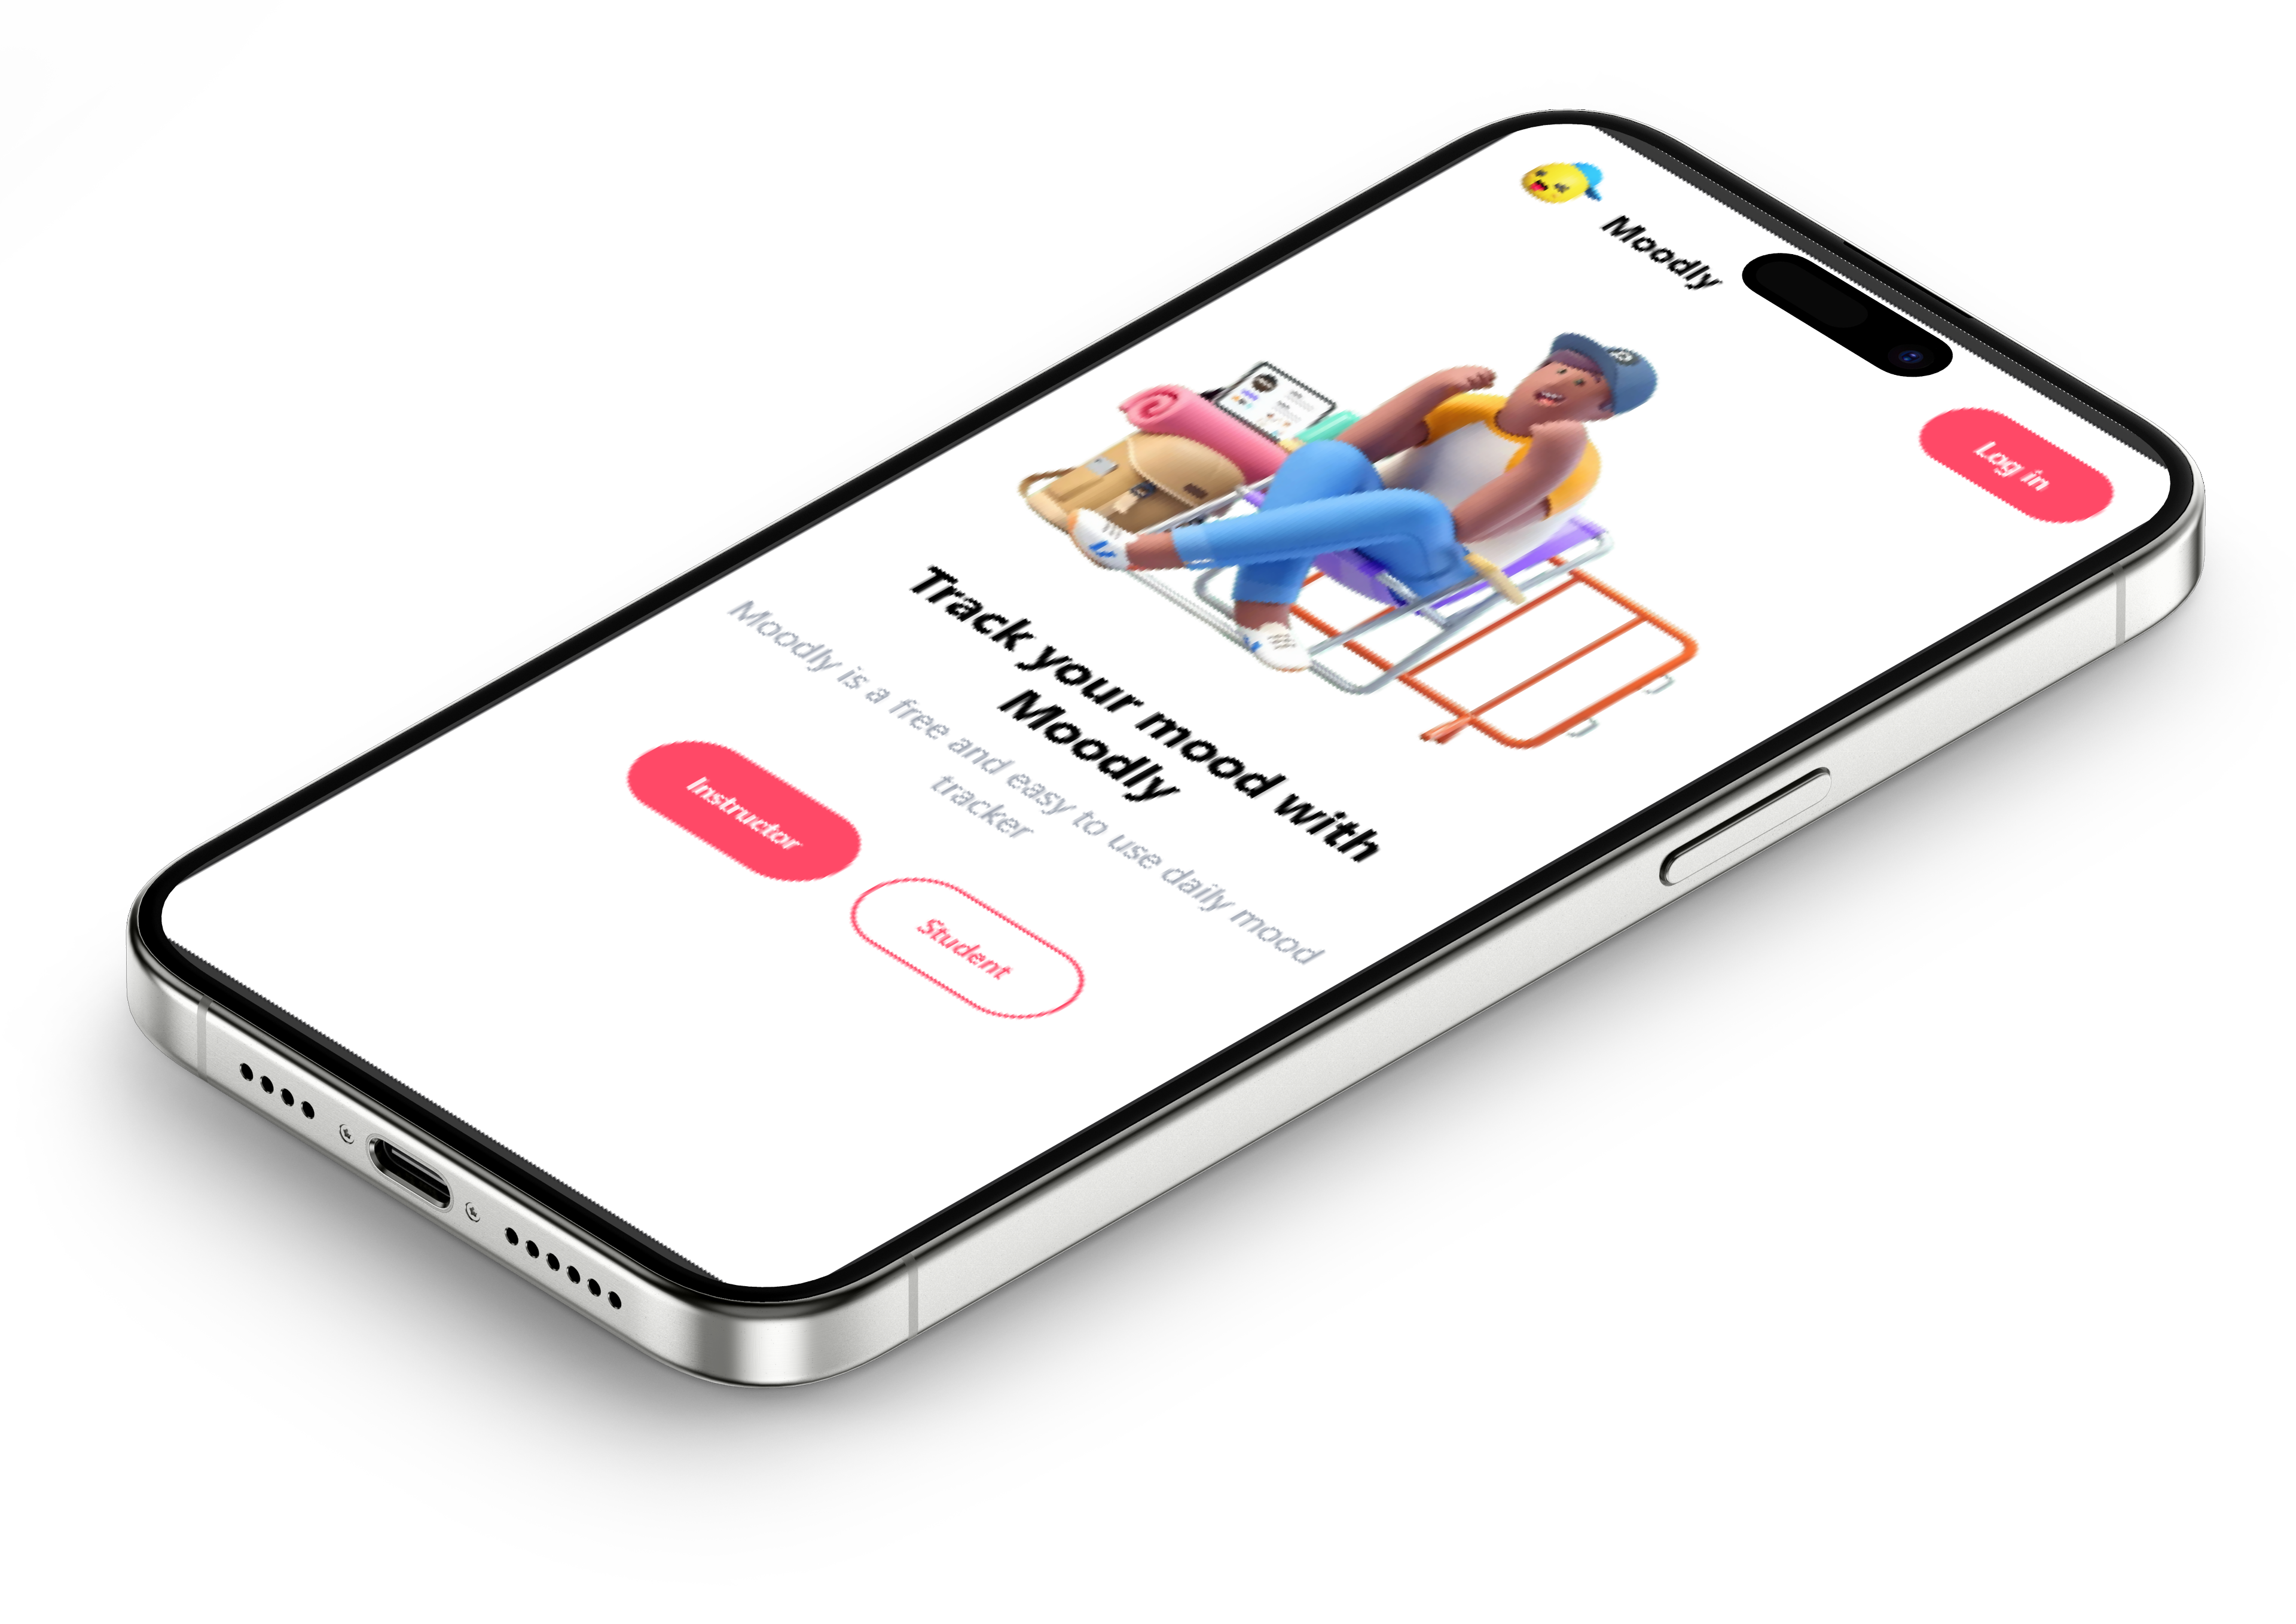 Moodly
Log in
Track your mood with
Moodly
Moodly is a free and easy to use daily mood
tracker
Instructor
Student